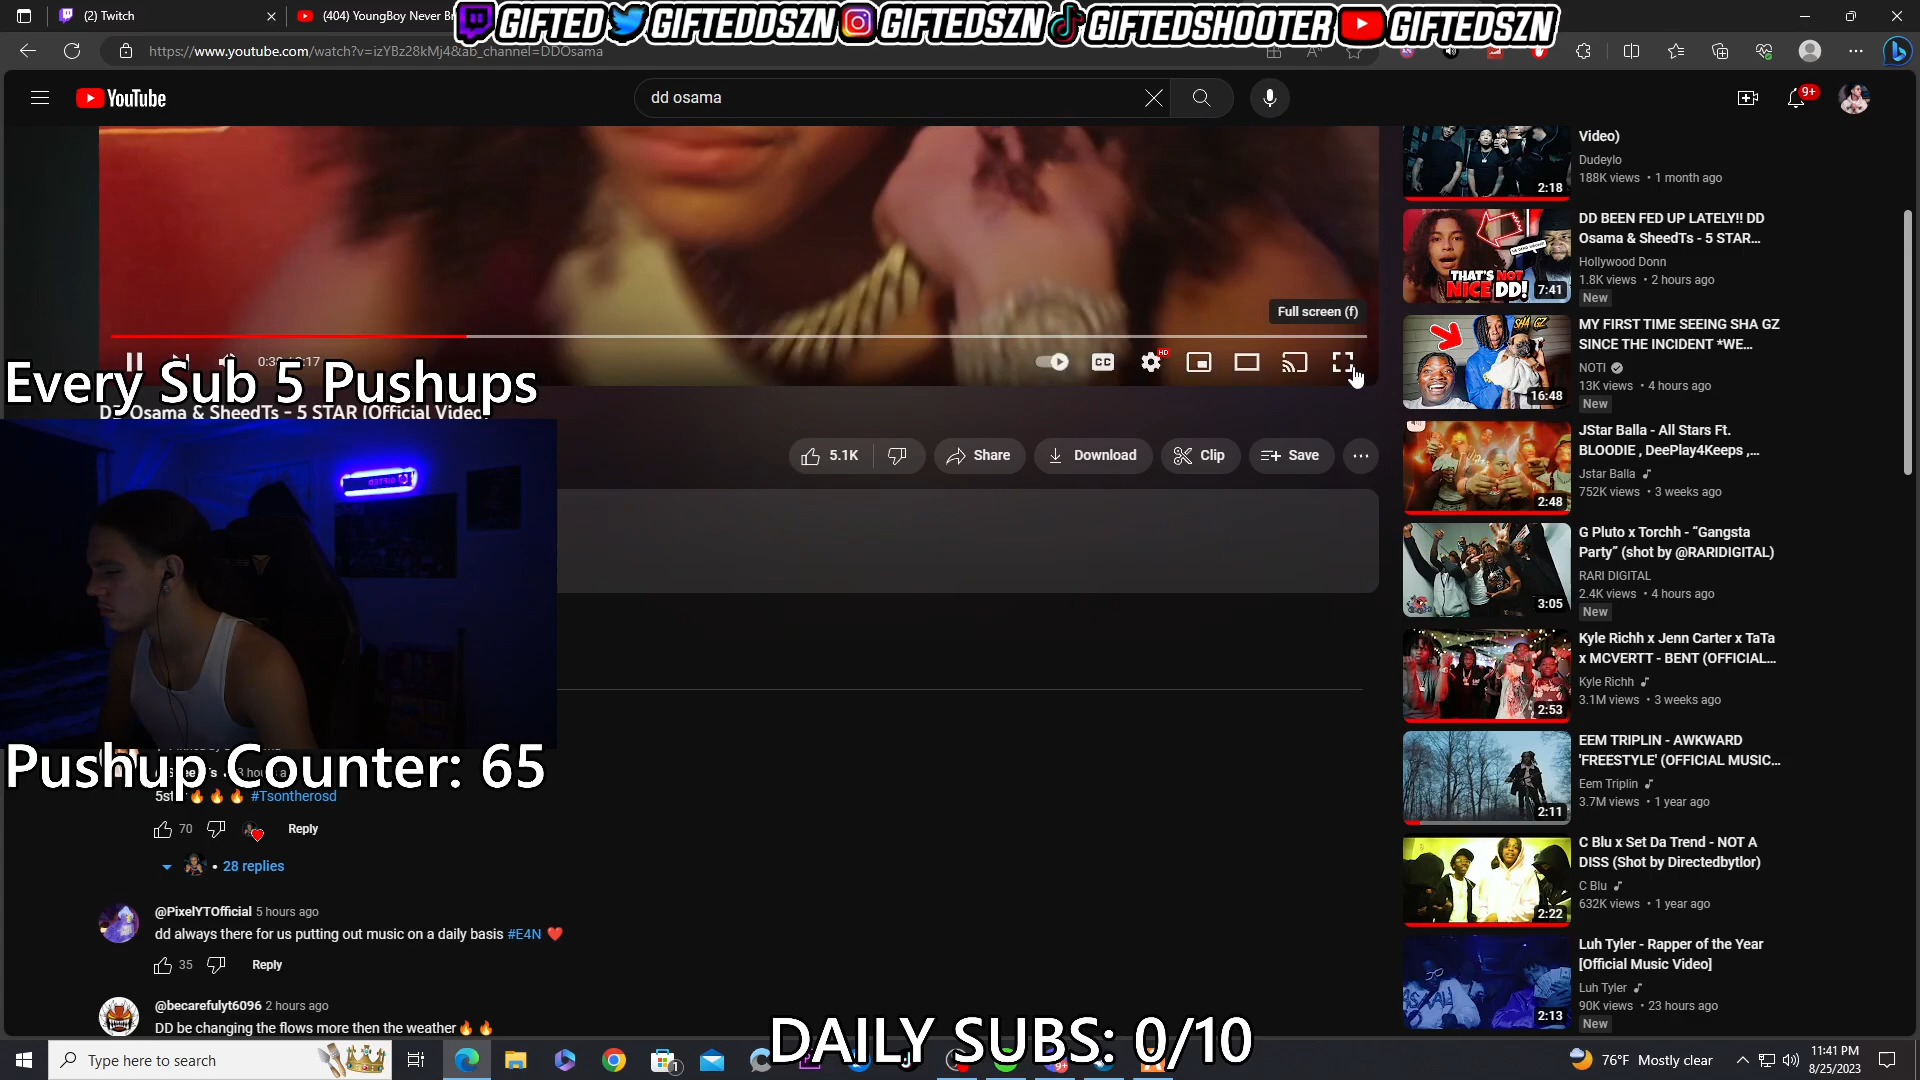 (2) Twitch
(404) YoungBoy Never Br
GIFTED GIFTEDDSZN GIFTEDSZN GIFTEDSHOOTER GIFTEDSZN
https://www.youtube.com/watch?v=izYBz28kMj4&ab_channel=DDOsama
YouTube
dd osama
9+
Full screen (f)
CC
HD
Every Sub 5 Pushups
DD Osama & SheedTs - 5 STAR (Official Video)
5.1K
Share
Download
Clip
Save
GIFTED
Pushup Counter: 65
#Tsontherosd
70
Reply
28 replies
@PixelYTOfficial 5 hours ago
dd always there for us putting out music on a daily basis #E4N ❤️
35
Reply
@becarefulyt6096 2 hours ago
DD be changing the flows more then the weather🔥🔥
Video)
Dudeylo
188K views • 1 month ago
2:18
DD BEEN FED UP LATELY!! DD
Osama & SheedTs - 5 STAR...
Hollywood Donn
1.8K views • 2 hours ago
New
THAT'S NOT
NICE DD!
7:41
MY FIRST TIME SEEING SHA GZ
SINCE THE INCIDENT *WE...
NOTI
13K views • 4 hours ago
New
SHA GZ
16:48
JStar Balla - All Stars Ft.
BLOODIE , DeePlay4Keeps ,...
Jstar Balla
752K views • 3 weeks ago
2:48
G Pluto x Torchh - “Gangsta
Party” (shot by @RARIDIGITAL)
RARI DIGITAL
2.4K views • 4 hours ago
New
3:05
Kyle Richh x Jenn Carter x TaTa
x MCVERTT - BENT (OFFICIAL...
Kyle Richh
3.1M views • 3 weeks ago
2:53
EEM TRIPLIN - AWKWARD
'FREESTYLE' (OFFICIAL MUSIC...
Eem Triplin
3.7M views • 1 year ago
2:11
C Blu x Set Da Trend - NOT A
DISS (Shot by Directedbytlor)
C Blu
632K views • 1 year ago
2:22
Luh Tyler - Rapper of the Year
[Official Music Video]
Luh Tyler
90K views • 23 hours ago
New
2:13
DAILY SUBS: 0/10
Type here to search
76°F Mostly clear
11:41 PM
8/25/2023